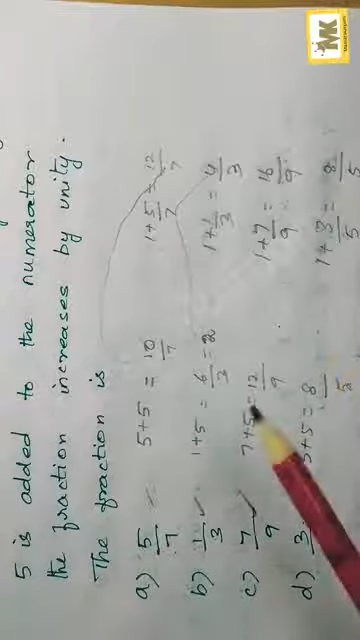 5 is added to the numerator
the fraction increases by unity.
The fraction is
a) 5/7 5+5 = 10/7 1+5/7 = 12/7
b) 1/3 1+5 = 6/3 = 2 1+1/3 = 4/3
c) 7/9 7+5 = 12/9 1+7/9 = 16/9
d) 3 +5 = 8/5 1+3/5 = 8/5
MK